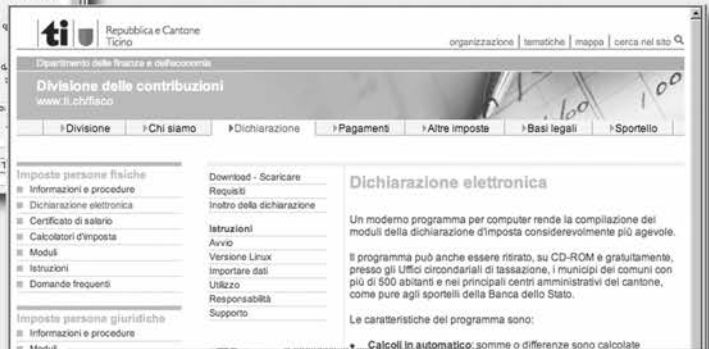 ti
Repubblica e Cantone
Ticino
organizzazione | tematiche | mappa | cerca nel sito
Dipartimento delle finanze e dell'economia
Divisione delle contribuzioni
www.ti.ch/fisco
Divisione
Chi siamo
Dichiarazione
Pagamenti
Altre imposte
Basi legali
Sportello
Imposte persone fisiche
Informazioni e procedure
Dichiarazione elettronica
Certificato di salario
Calcolatori d'imposta
Moduli
Istruzioni
Domande frequenti
Imposte persone giuridiche
Informazioni e procedure
Moduli
Download - Scaricare
Requisiti
Inoltro della dichiarazione
Istruzioni
Avvio
Versione Linux
Importare dati
Utilizzo
Responsabilità
Supporto
Dichiarazione elettronica
Un moderno programma per computer rende la compilazione dei
moduli della dichiarazione d'imposta considerevolmente più agevole.
Il programma può anche essere ritirato, su CD-ROM e gratuitamente,
presso gli Uffici circondariali di tassazione, i municipi dei comuni con
più di 500 abitanti e nei principali centri amministrativi del cantone,
come pure agli sportelli della Banca dello Stato.
Le caratteristiche del programma sono:
Calcoli in automatico: somme o differenze sono calcolate